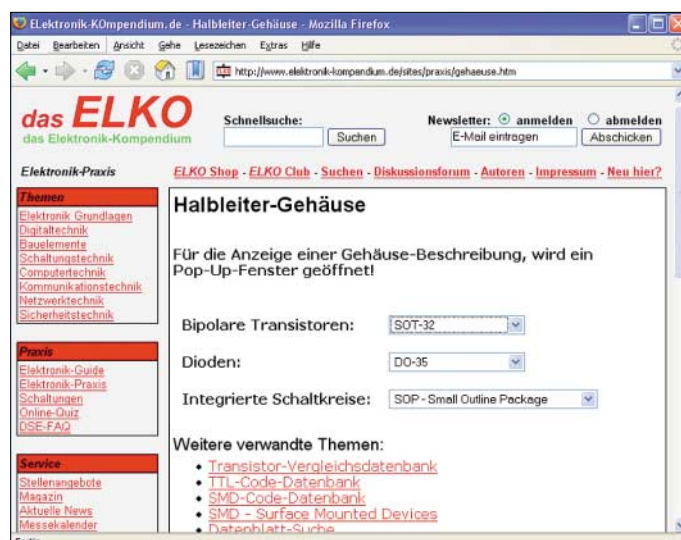 ELektronik-KOmpendium.de - Halbleiter-Gehäuse - Mozilla Firefox
Datei Bearbeiten Ansicht Gehe Lesezeichen Extras Hilfe
http://www.elektronik-kompendium.de/sites/praxis/gehaeuse.htm
das ELKO
das Elektronik-Kompendium
Schnellsuche:
Suchen
Newsletter: anmelden abmelden
E-Mail eintragen Abschicken
Elektronik-Praxis
ELKO Shop - ELKO Club - Suchen - Diskussionsforum - Autoren - Impressum - Neu hier?
Themen
Elektronik Grundlagen
Digitaltechnik
Bauelemente
Schaltungstechnik
Computertechnik
Kommunikationstechnik
Netzwerktechnik
Sicherheitstechnik
Praxis
Elektronik-Guide
Elektronik-Praxis
Schaltungen
Online-Quiz
DSE-FAQ
Service
Stellenangebote
Magazin
Aktuelle News
Messekalender
Halbleiter-Gehäuse
Für die Anzeige einer Gehäuse-Beschreibung, wird ein
Pop-Up-Fenster geöffnet!
Bipolare Transistoren: SOT-32
Dioden: DO-35
Integrierte Schaltkreise: SOP - Small Outline Package
Weitere verwandte Themen:
• Transistor-Vergleichsdatenbank
• TTL-Code-Datenbank
• SMD-Code-Datenbank
• SMD - Surface Mounted Devices
• Datenblatt-Suche